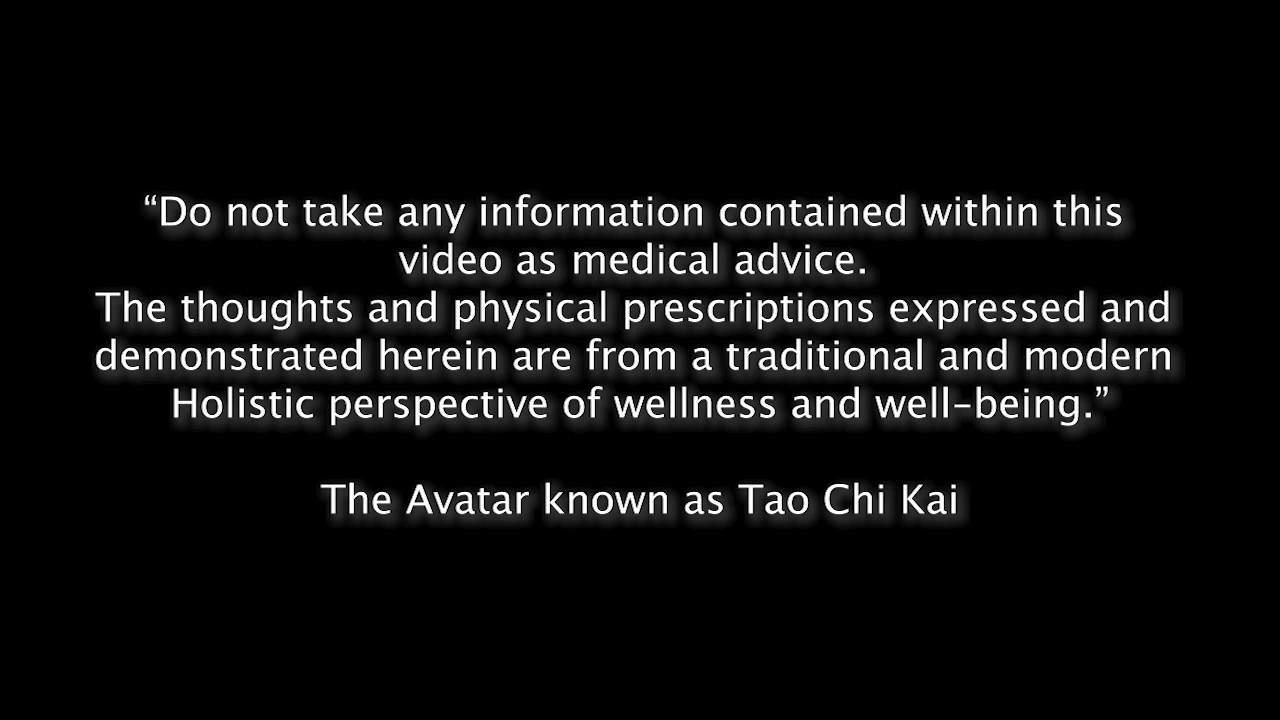 “Do not take any information contained within this
video as medical advice.
The thoughts and physical prescriptions expressed and
demonstrated herein are from a traditional and modern
Holistic perspective of wellness and well–being.”
The Avatar known as Tao Chi Kai